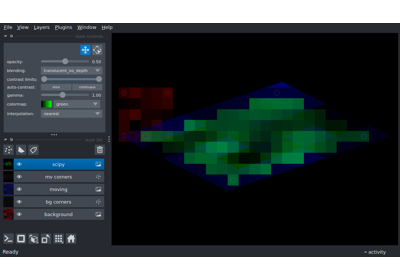 File View Layers Plugins Window Help
opacity: 0.50
blending: translucent_no_depth
contrast limits:
auto-contrast: once continuous
gamma: 1.00
colormap: green
interpolation: nearest
scipy
mv corners
moving
bg corners
background
Ready
activity